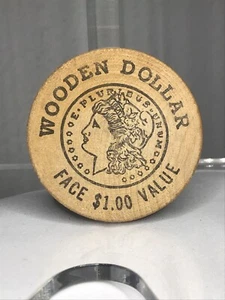 WOODEN DOLLAR
E·PLURIBUS·UNUM
FACE $1.00 VALUE